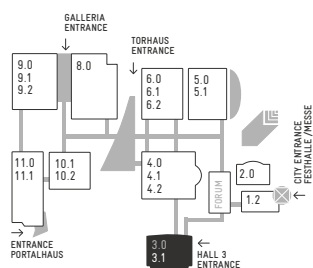 GALLERIA
ENTRANCE
TORHAUS
ENTRANCE
9.0
9.1
9.2
8.0
6.0
6.1
6.2
5.0
5.1
CITY ENTRANCE
FESTHALLE /MESSE
11.0
11.1
10.1
10.2
4.0
4.1
4.2
FORUM
2.0
1.2
ENTRANCE
PORTALHAUS
3.0
3.1
HALL 3
ENTRANCE